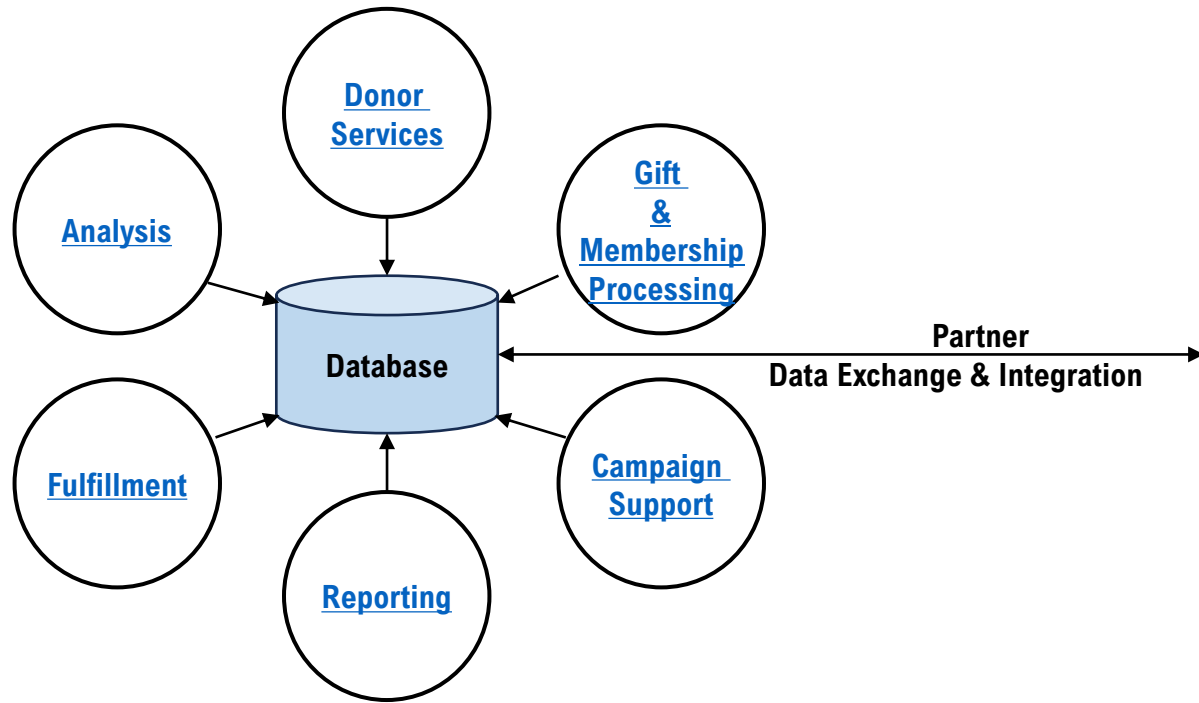 Donor
Services
Gift
&
Membership
Processing
Analysis
Database
Partner
Data Exchange & Integration
Fulfillment
Campaign
Support
Reporting